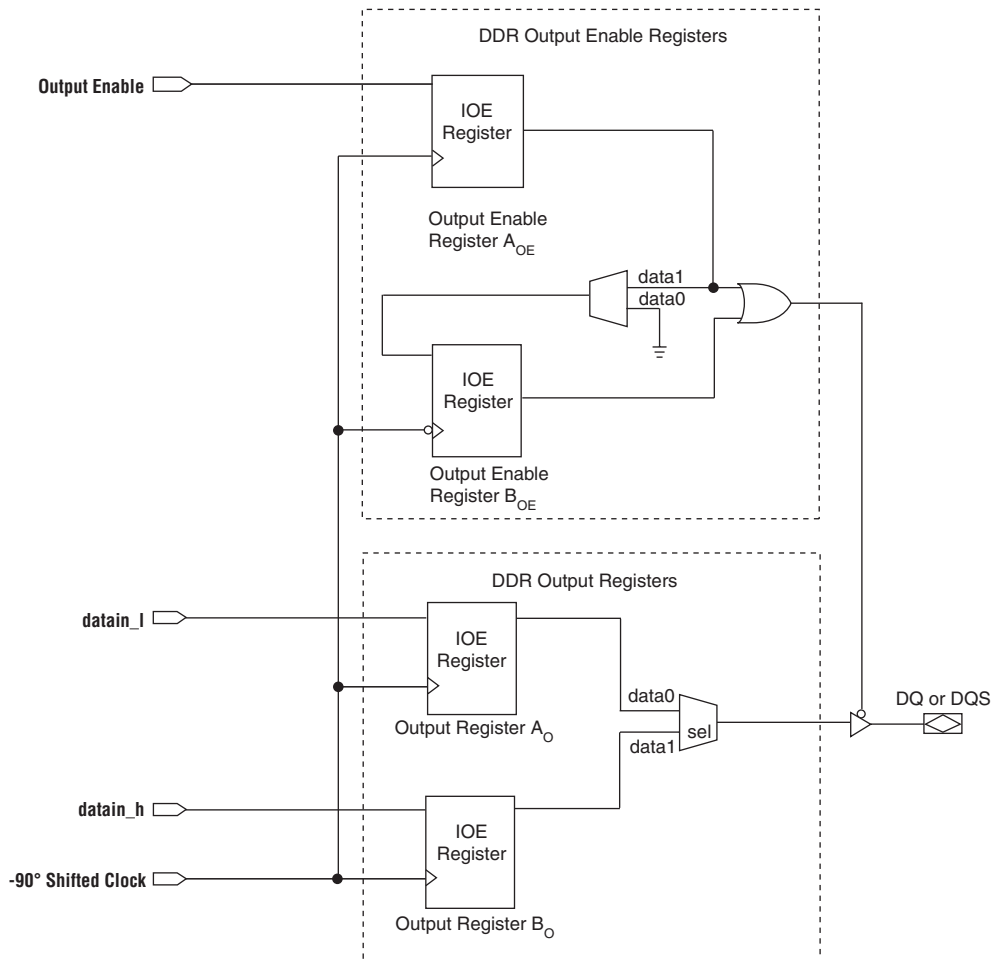 DDR Output Enable Registers
Output Enable
IOE
Register
Output Enable
Register A_OE
data1
data0
IOE
Register
Output Enable
Register B_OE
DDR Output Registers
datain_l
IOE
Register
Output Register A_O
data0
sel
data1
DQ or DQS
datain_h
IOE
Register
-90° Shifted Clock
Output Register B_O